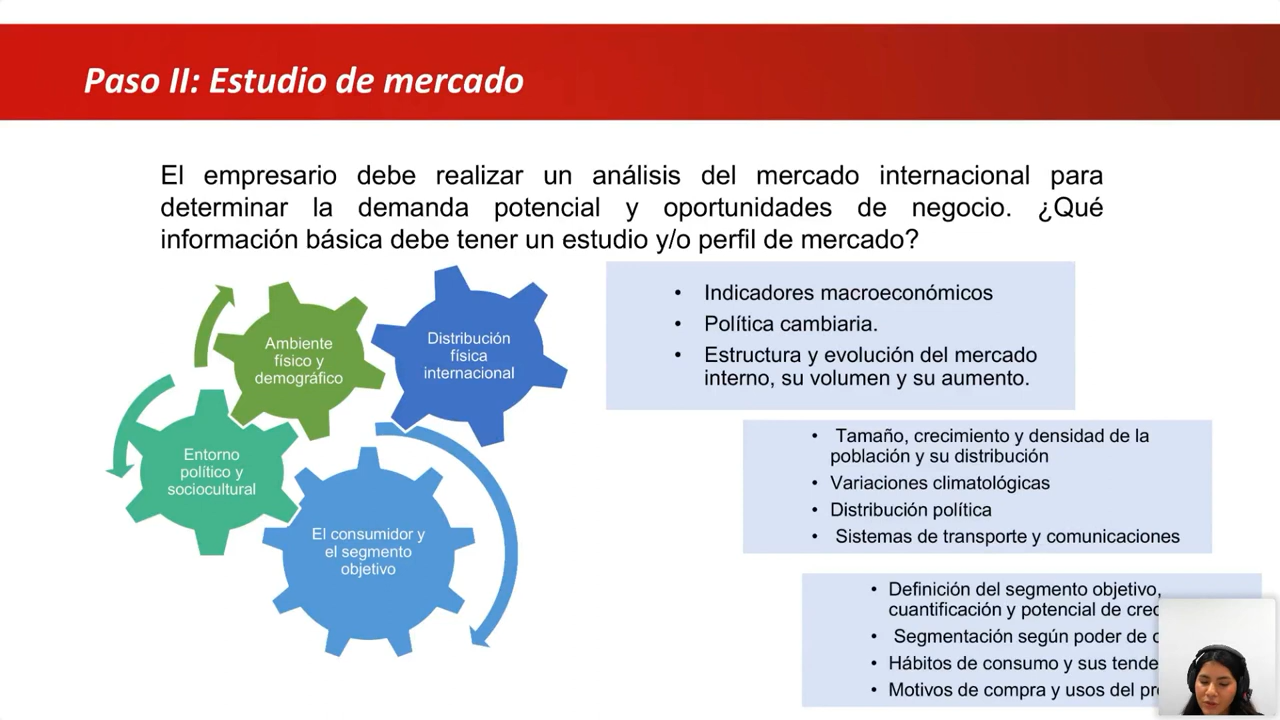 Paso II: Estudio de mercado
El empresario debe realizar un análisis del mercado internacional para
determinar la demanda potencial y oportunidades de negocio. ¿Qué
información básica debe tener un estudio y/o perfil de mercado?
Ambiente
físico y
demográfico
Distribución
física
internacional
Entorno
político y
sociocultural
El consumidor y
el segmento
objetivo
• Indicadores macroeconómicos
• Política cambiaria.
• Estructura y evolución del mercado
interno, su volumen y su aumento.
• Tamaño, crecimiento y densidad de la
población y su distribución
• Variaciones climatológicas
• Distribución política
• Sistemas de transporte y comunicaciones
• Definición del segmento objetivo,
cuantificación y potencial de
• Segmentación según poder de
• Hábitos de consumo y sus
• Motivos de compra y usos del